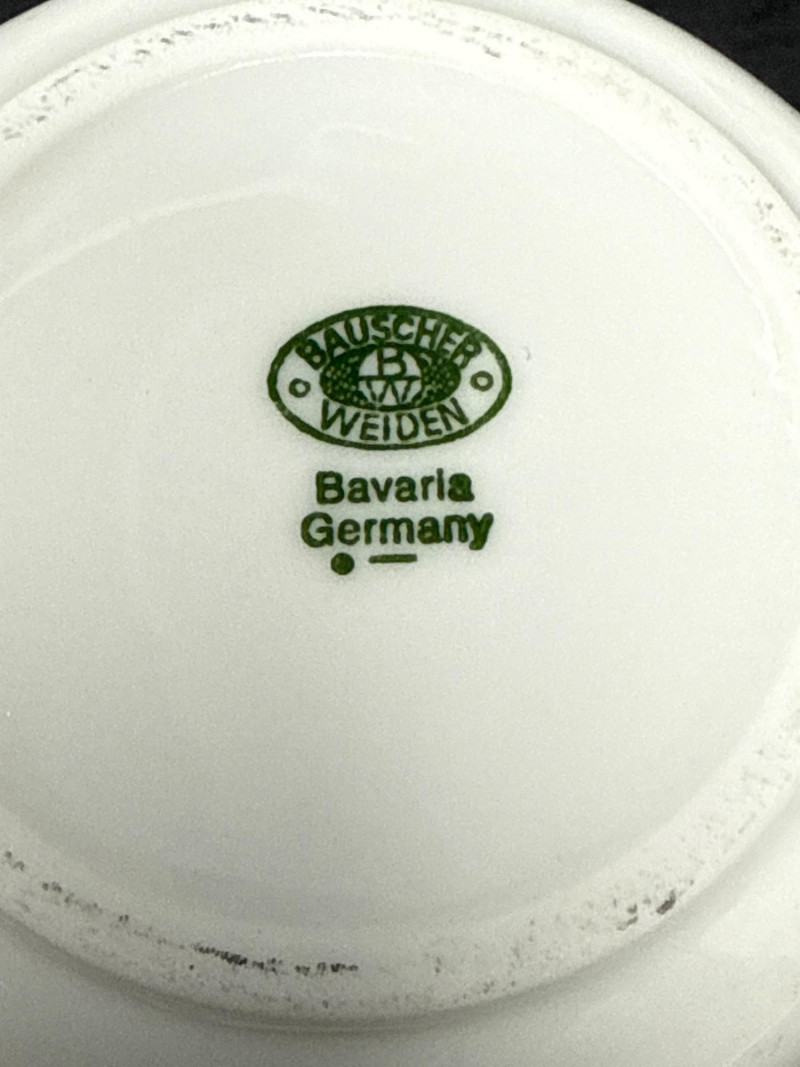 BAUSCHER
B
W
WEIDEN
Bavaria
Germany